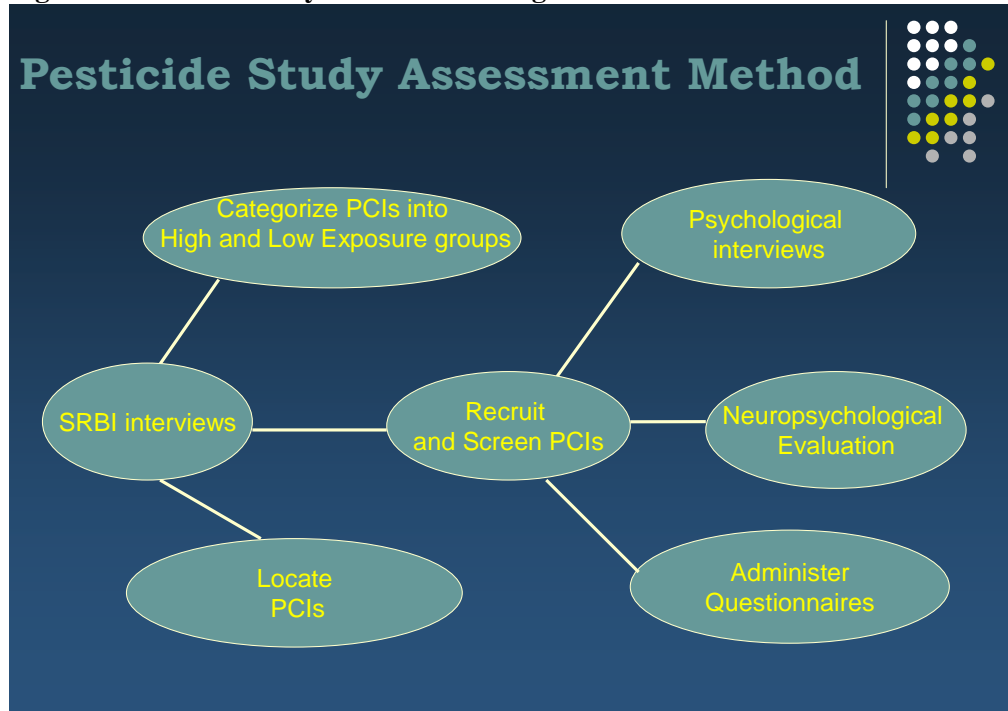 Pesticide Study Assessment Method
Categorize PCIs into
High and Low Exposure groups
Psychological
interviews
SRBI interviews
Recruit
and Screen PCIs
Neuropsychological
Evaluation
Locate
PCIs
Administer
Questionnaires